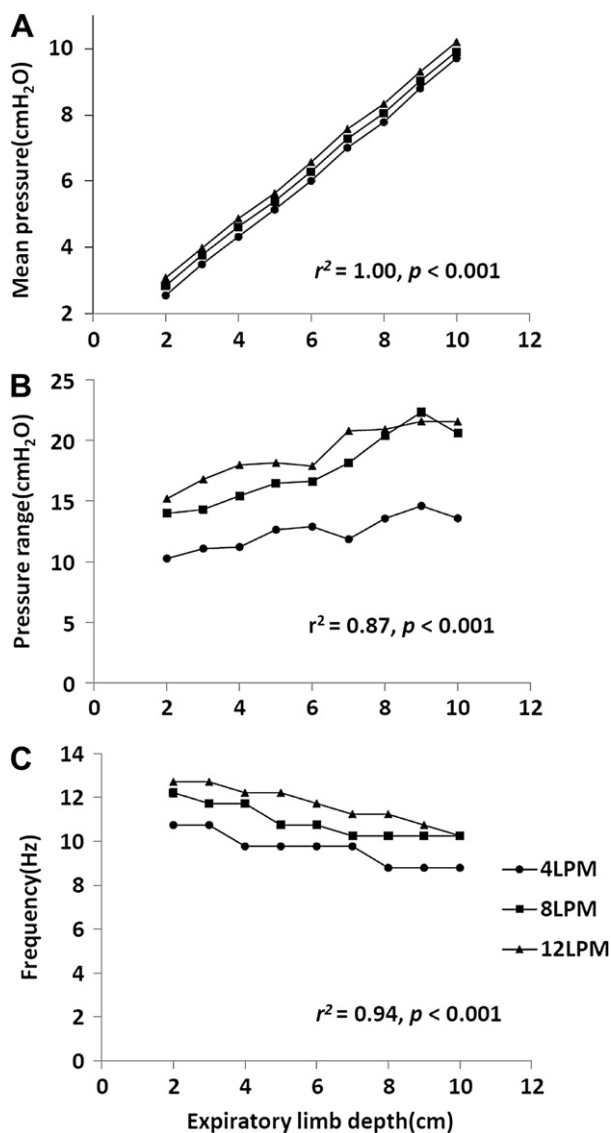 A
Mean pressure(cmH₂O)
10
8
6
4
2
r² = 1.00, p < 0.001
0 2 4 6 8 10 12
B
Pressure range(cmH₂O)
25
20
15
10
5
0
r² = 0.87, p < 0.001
0 2 4 6 8 10 12
C
Frequency(Hz)
14
12
10
8
6
4
2
0
4LPM
8LPM
12LPM
r² = 0.94, p < 0.001
0 2 4 6 8 10 12
Expiratory limb depth(cm)